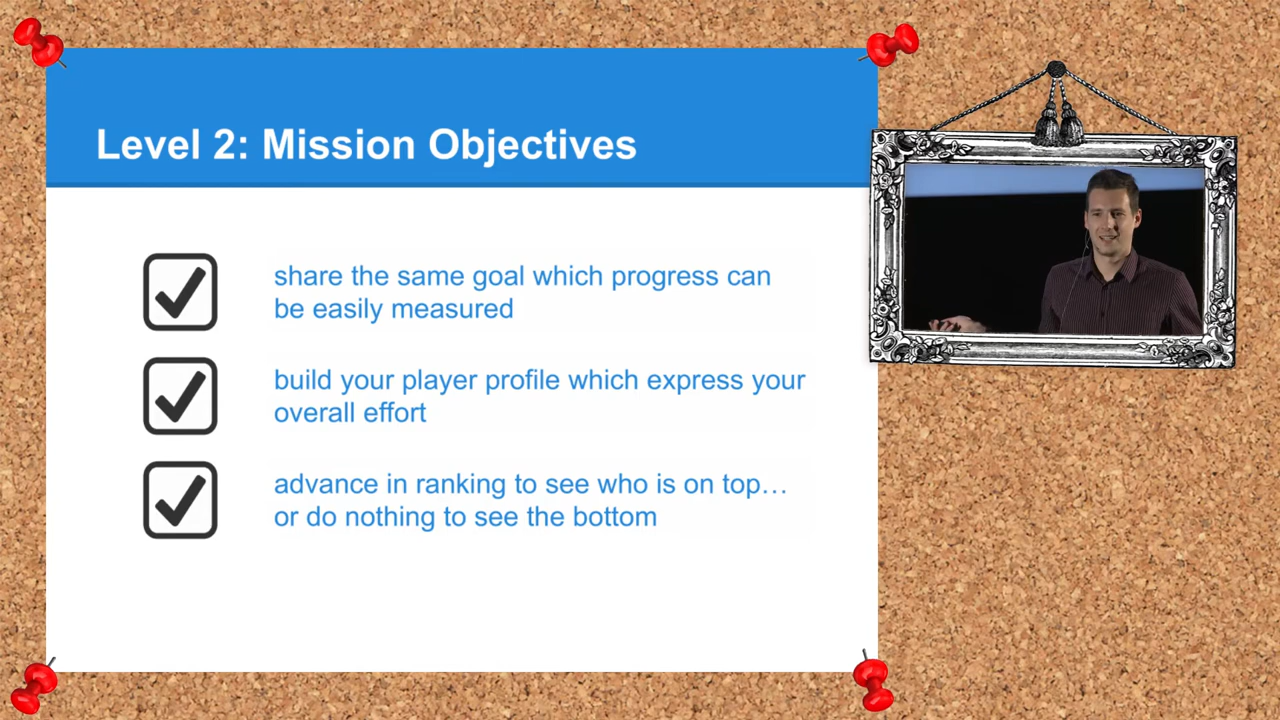 Level 2: Mission Objectives
share the same goal which progress can
be easily measured
build your player profile which express your
overall effort
advance in ranking to see who is on top…
or do nothing to see the bottom